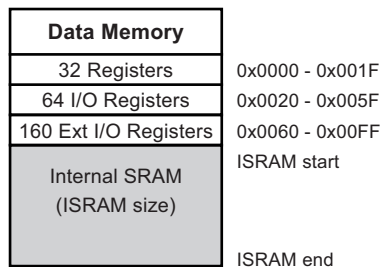 Data Memory
32 Registers 0x0000 - 0x001F
64 I/O Registers 0x0020 - 0x005F
160 Ext I/O Registers 0x0060 - 0x00FF
ISRAM start
Internal SRAM
(ISRAM size)
ISRAM end